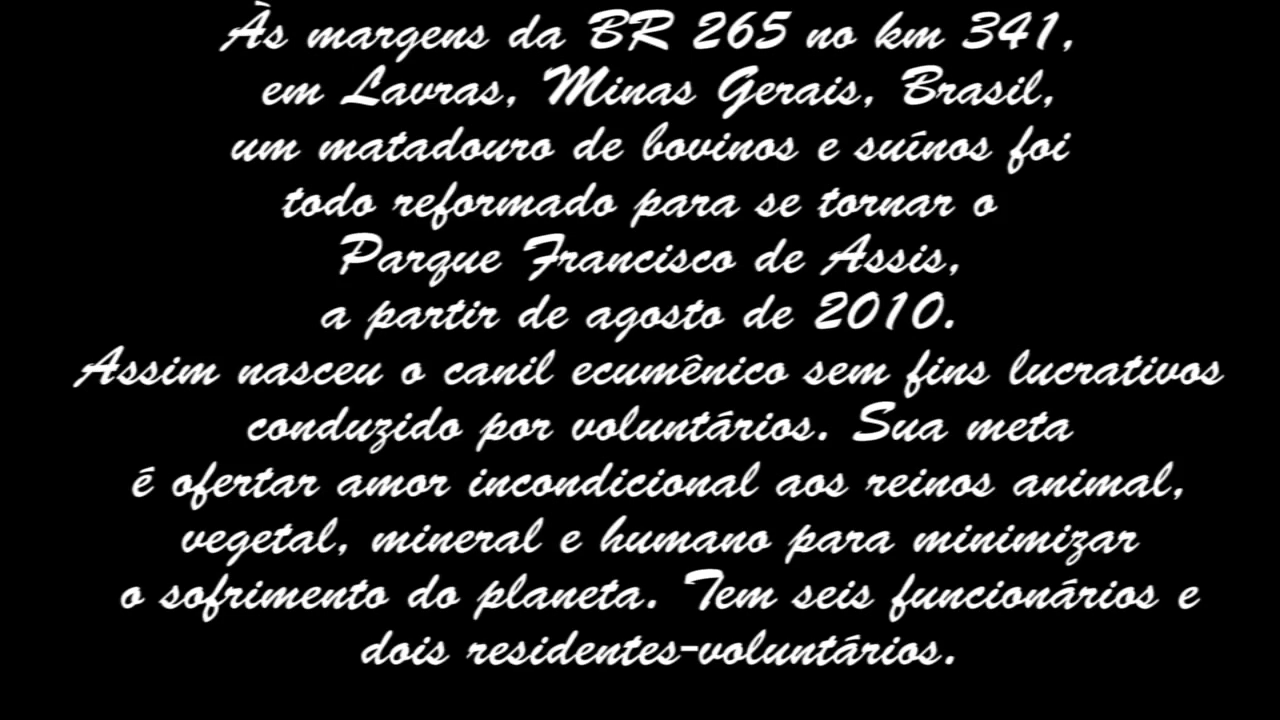 Às margens da BR 265 no km 341,
em Lavras, Minas Gerais, Brasil,
um matadouro de bovinos e suínos foi
todo reformado para se tornar o
Parque Francisco de Assis,
a partir de agosto de 2010.
Assim nasceu o canil ecumênico sem fins lucrativos
conduzido por voluntários. Sua meta
é ofertar amor incondicional aos reinos animal,
vegetal, mineral e humano para minimizar
o sofrimento do planeta. Tem seis funcionários e
dois residentes-voluntários.